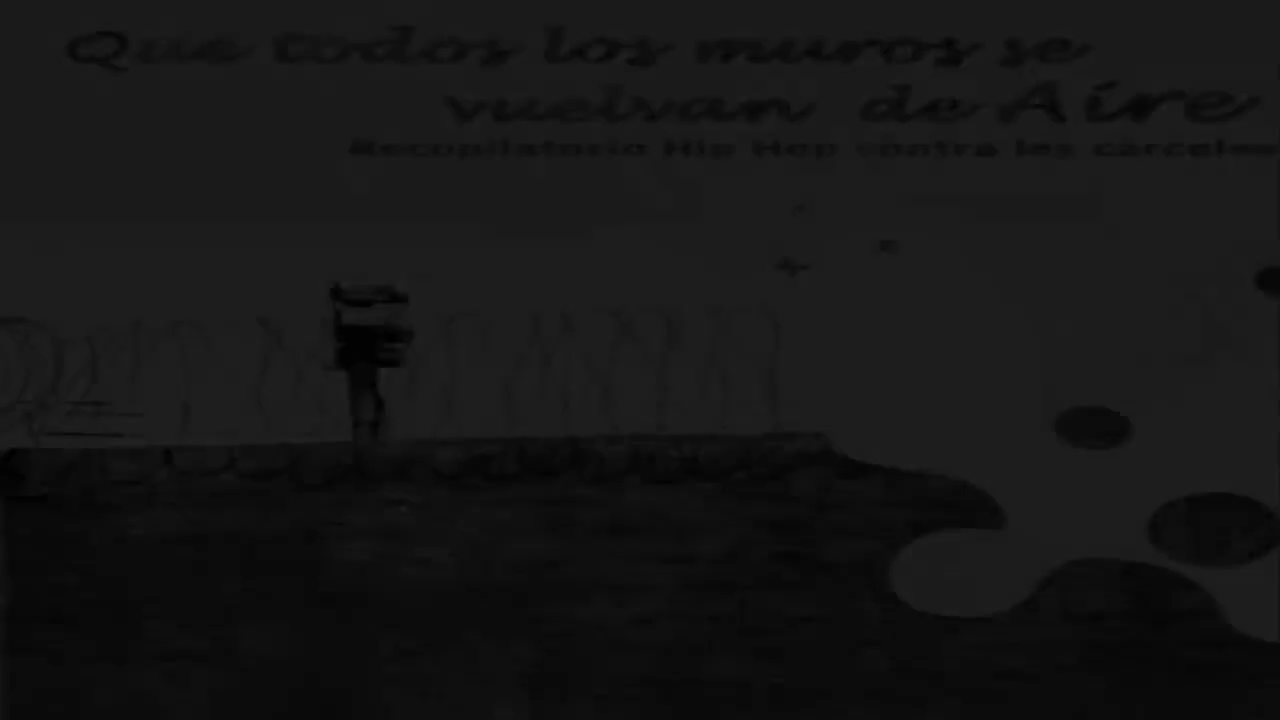 Que todos los muros se
vuelvan de Aire
Recopilatorio Hip Hop contra las carceles